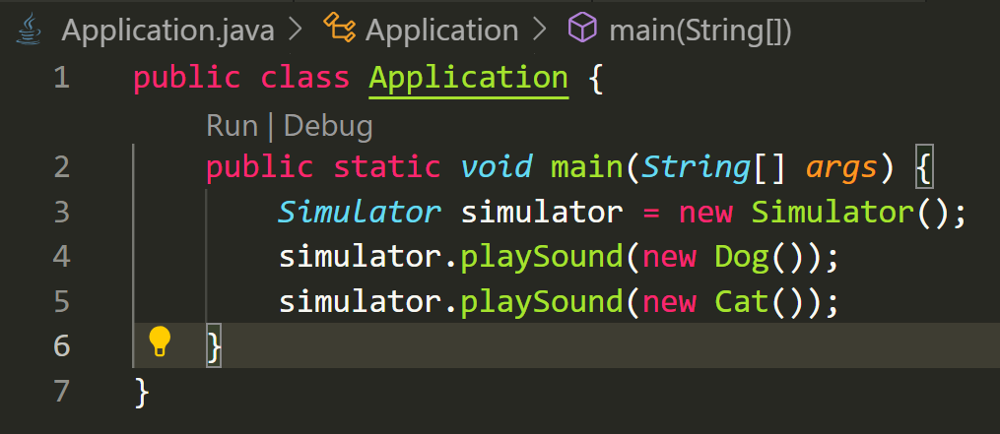 Application.java > Application > main(String[])
1 public class Application {
Run | Debug
2 public static void main(String[] args) {
3 Simulator simulator = new Simulator();
4 simulator.playSound(new Dog());
5 simulator.playSound(new Cat());
6 }
7 }